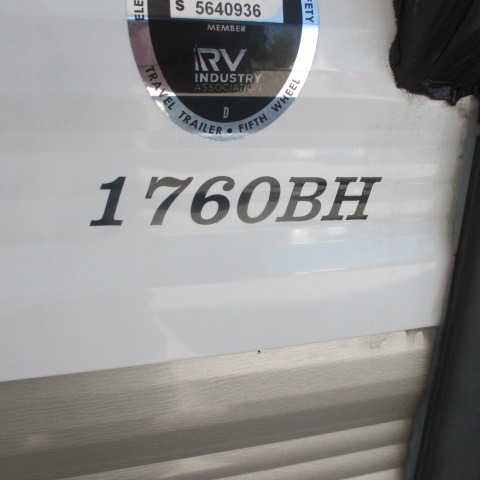 S 5640936
MEMBER
RV
INDUSTRY
ASSOCIATION
D
TRAVEL TRAILER • FIFTH WHEEL
1760BH